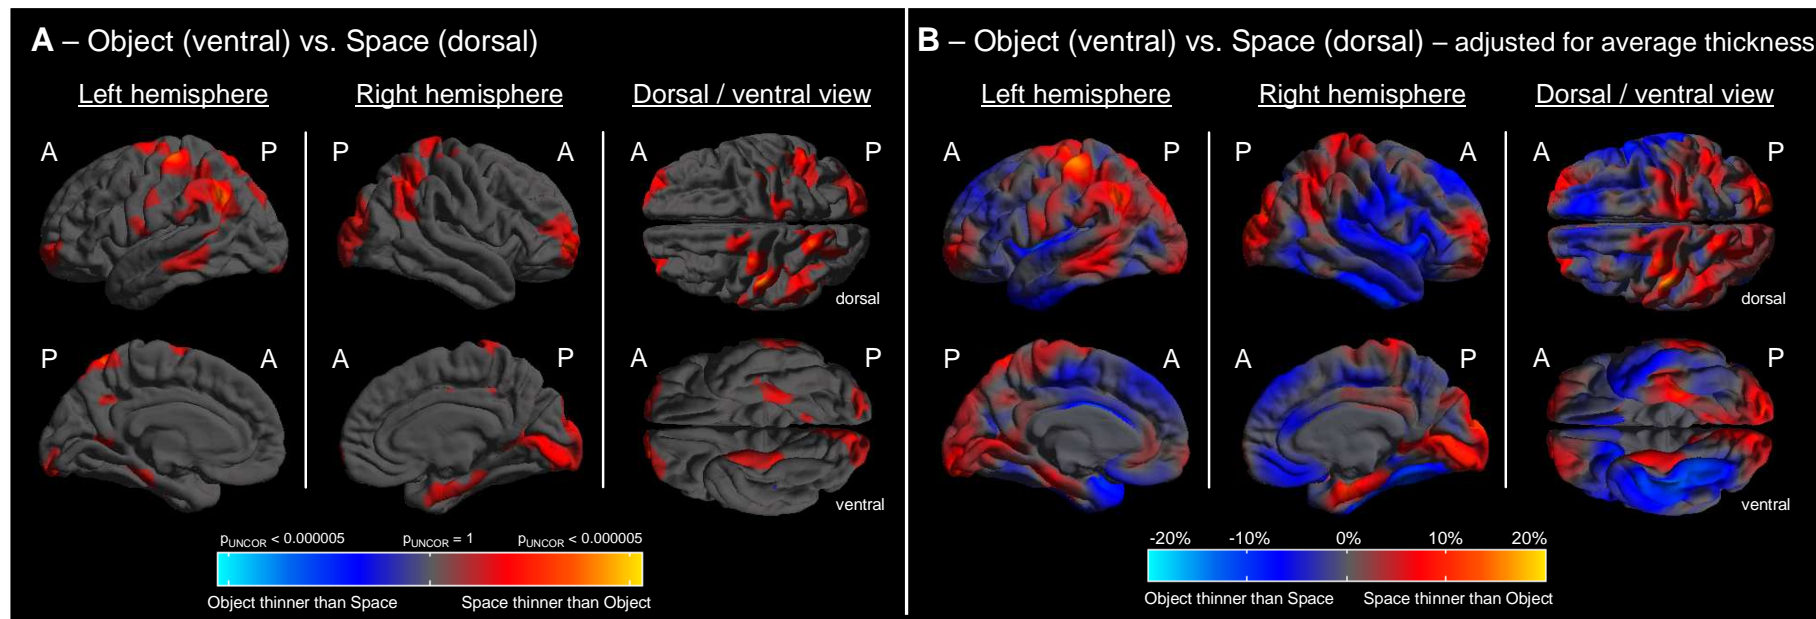 A – Object (ventral) vs. Space (dorsal)
Left hemisphere Right hemisphere Dorsal / ventral view
A P P A A P
dorsal
P A A P A P
ventral
pUNCOR < 0.000005 pUNCOR = 1 pUNCOR < 0.000005
Object thinner than Space Space thinner than Object
B – Object (ventral) vs. Space (dorsal) – adjusted for average thickness
Left hemisphere Right hemisphere Dorsal / ventral view
A P P A A P
dorsal
P A A P A P
ventral
-20% -10% 0% 10% 20%
Object thinner than Space Space thinner than Object